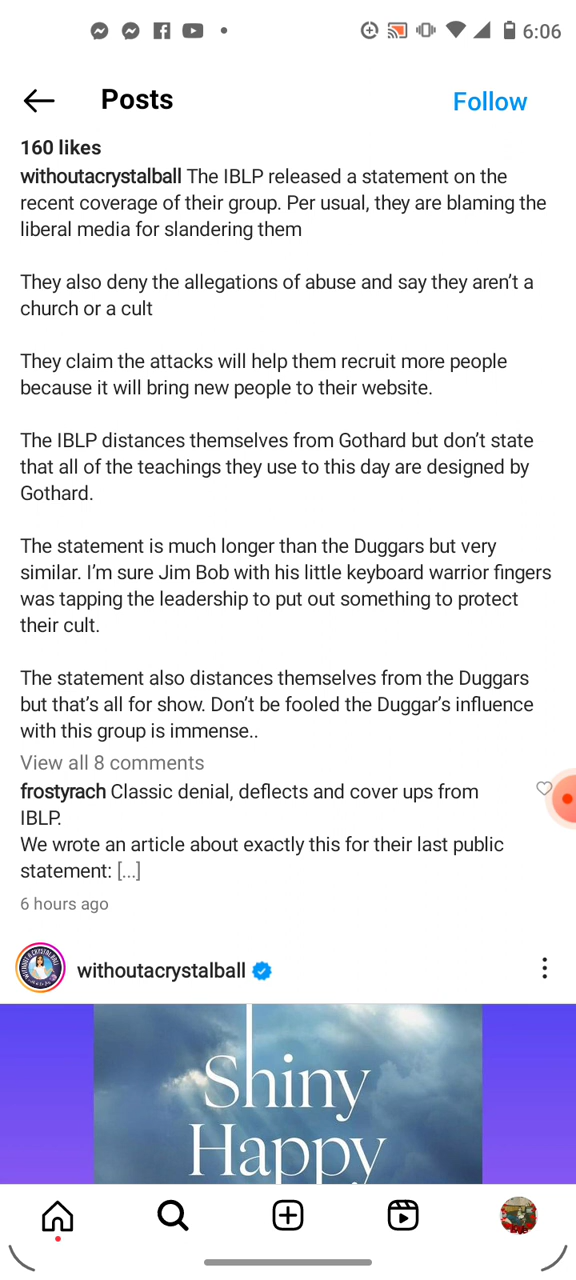 6:06
Posts
Follow
160 likes
withoutacrystalball The IBLP released a statement on the
recent coverage of their group. Per usual, they are blaming the
liberal media for slandering them
They also deny the allegations of abuse and say they aren't a
church or a cult
They claim the attacks will help them recruit more people
because it will bring new people to their website.
The IBLP distances themselves from Gothard but don't state
that all of the teachings they use to this day are designed by
Gothard.
The statement is much longer than the Duggars but very
similar. I'm sure Jim Bob with his little keyboard warrior fingers
was tapping the leadership to put out something to protect
their cult.
The statement also distances themselves from the Duggars
but that's all for show. Don't be fooled the Duggar's influence
with this group is immense..
View all 8 comments
frostyrach Classic denial, deflects and cover ups from
IBLP.
We wrote an article about exactly this for their last public
statement: [...]
6 hours ago
withoutacrystalball
Shiny
Happy